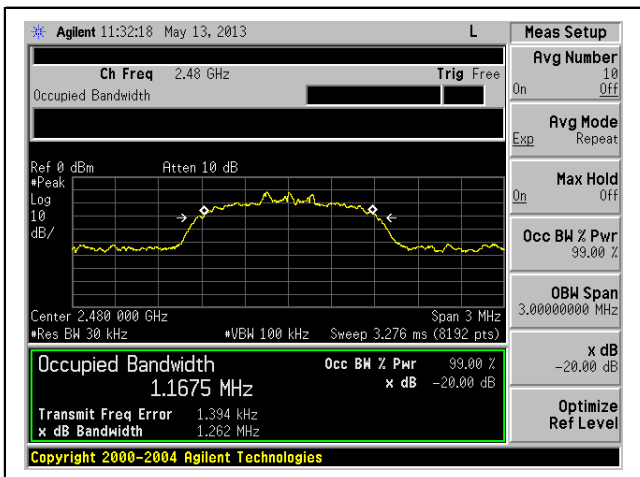 Agilent 11:32:18 May 13, 2013 L
Ch Freq 2.48 GHz Trig Free
Occupied Bandwidth
Ref 0 dBm Atten 10 dB
#Peak
Log
10
dB/
Center 2.480 000 GHz Span 3 MHz
#Res BW 30 kHz #VBW 100 kHz Sweep 3.276 ms (8192 pts)
Occupied Bandwidth Occ BW % Pwr 99.00 %
1.1675 MHz x dB -20.00 dB
Transmit Freq Error 1.394 kHz
x dB Bandwidth 1.262 MHz
Copyright 2000-2004 Agilent Technologies
Meas Setup
Avg Number
10
On Off
Avg Mode
Exp Repeat
Max Hold
On Off
Occ BW % Pwr
99.00 %
OBW Span
3.00000000 MHz
x dB
-20.00 dB
Optimize
Ref Level